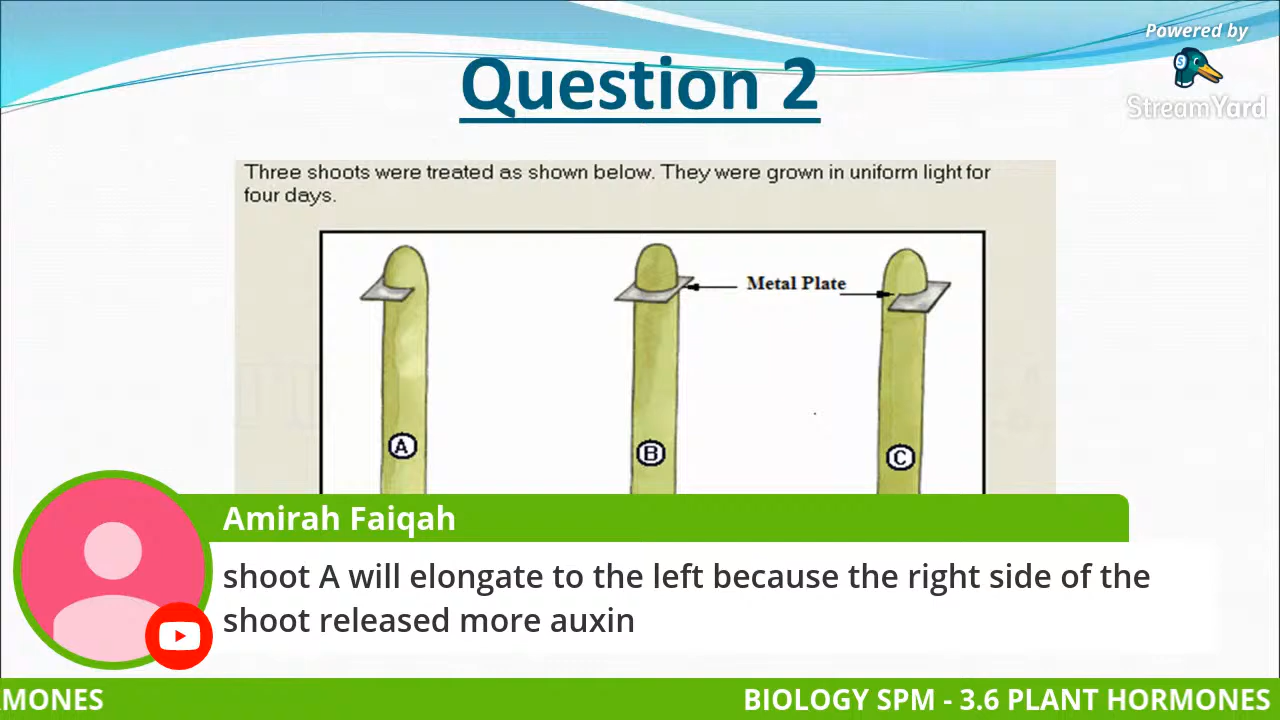 Powered by
StreamYard
Question 2
Three shoots were treated as shown below. They were grown in uniform light for
four days.
Metal Plate
A
B
C
Amirah Faiqah
shoot A will elongate to the left because the right side of the
shoot released more auxin
MONES
BIOLOGY SPM - 3.6 PLANT HORMONES